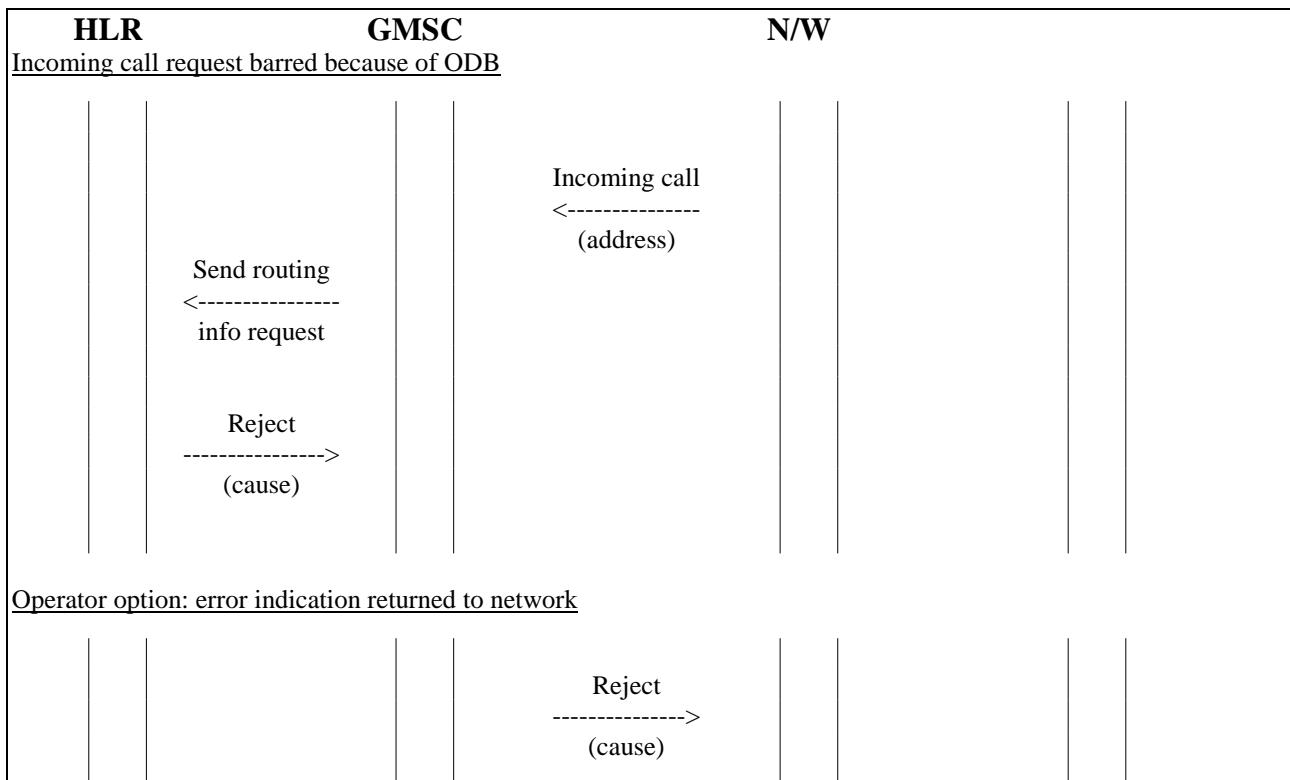 HLR GMSC N/W
Incoming call request barred because of ODB
Incoming call
<---------------
(address)
Send routing
<----------------
info request
Reject
---------------->
(cause)
Operator option: error indication returned to network
Reject
--------------->
(cause)